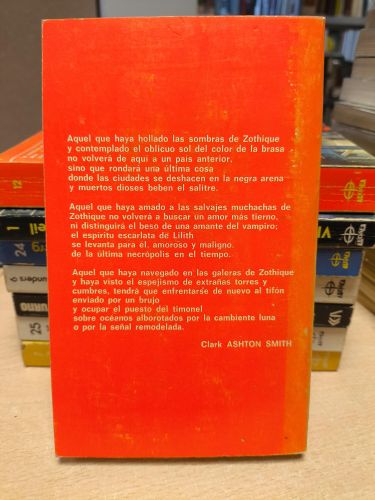 Aquel que haya hollado las sombras de Zothique
y contemplado el oblicuo sol del color de la brasa
no volverá de aquí a un país anterior,
sino que rondará una última cosa
donde las ciudades se deshacen en la negra arena
y muertos dioses beben el salitre.
Aquel que haya amado a las salvajes muchachas de
Zothique no volverá a buscar un amor más tierno,
ni distinguirá el beso de una amante del vampiro;
el espíritu escarlata de Lilith
se levanta para él, amoroso y maligno.
de la última necrópolis en el tiempo.
Aquel que haya navegado en las galeras de Zothique
y haya visto el espejismo de extrañas torres y
cumbres, tendrá que enfrentarse de nuevo al tifón
enviado por un brujo
y ocupar el puesto del timonel
sobre océanos alborotados por la cambiente luna
o por la señal remodelada.
Clark ASHTON SMITH
12
1
24
25
URNO